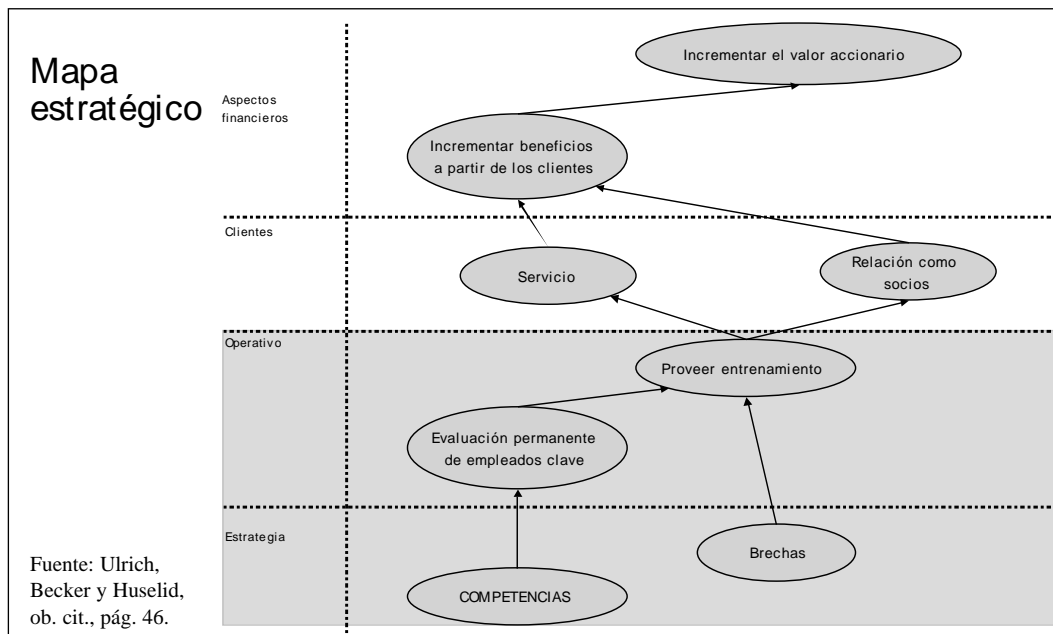 Mapa
estratégico
Aspectos
financieros
Incrementar el valor accionario
Incrementar beneficios
a partir de los clientes
Clientes
Servicio
Relación como
socios
Operativo
Proveer entrenamiento
Evaluación permanente
de empleados clave
Estrategia
Brechas
COMPETENCIAS
Fuente: Ulrich,
Becker y Huselid,
ob. cit., pág. 46.